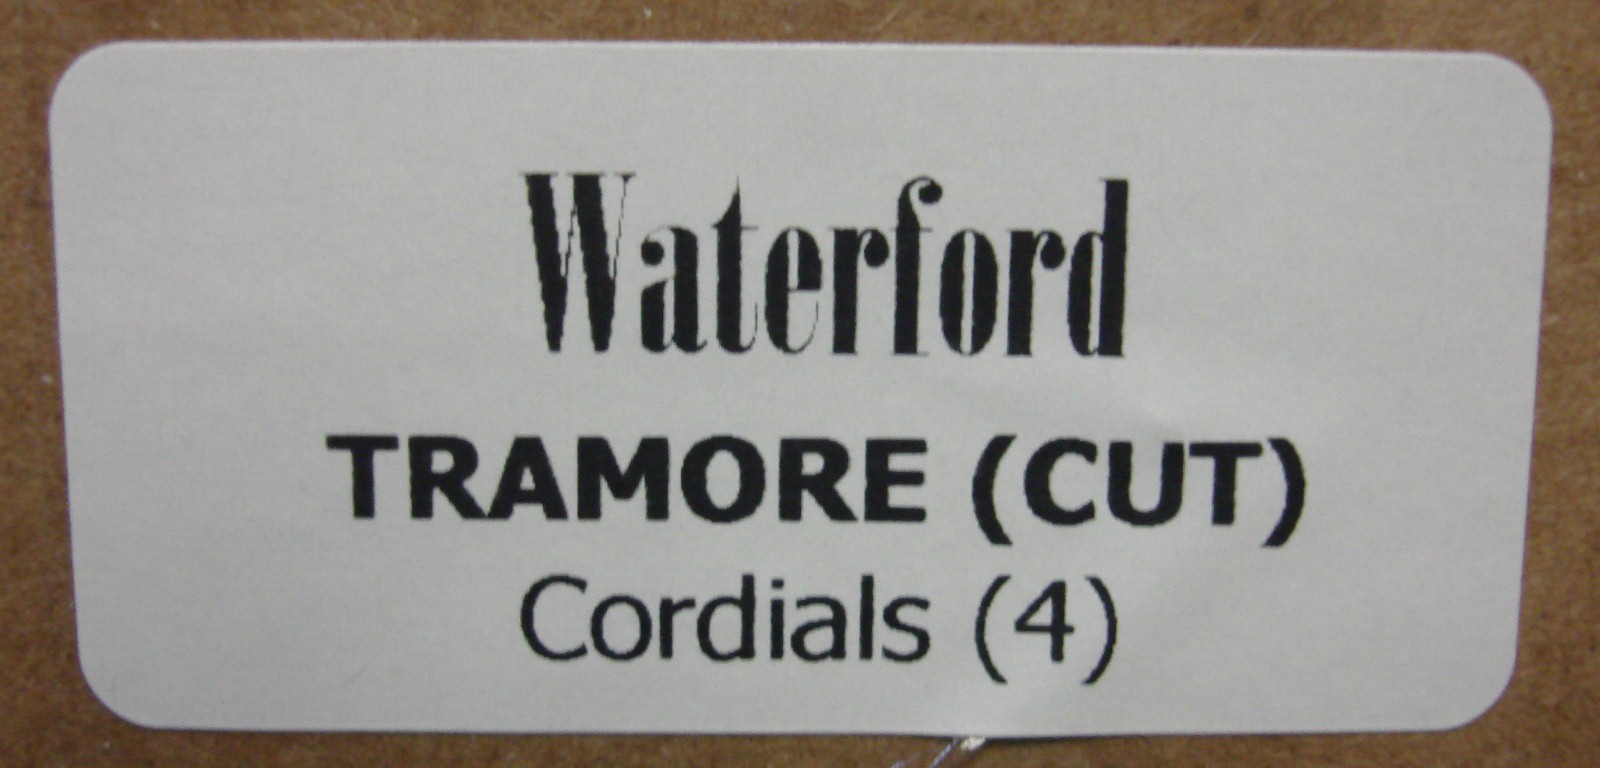 Waterford
TRAMORE (CUT)
Cordials (4)